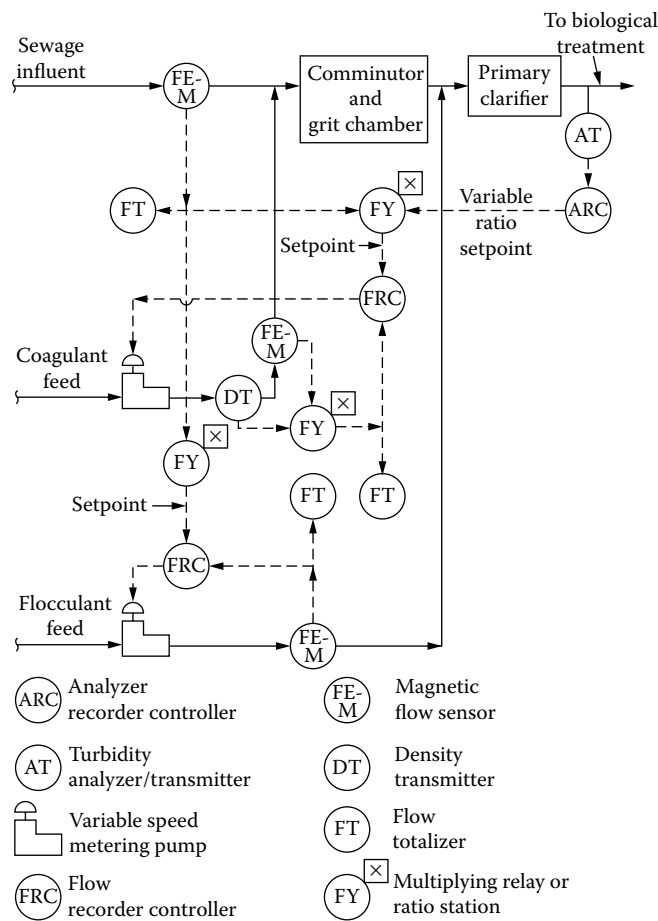 To biological
treatment
Sewage
influent
FE-
M
Comminutor
and
grit chamber
Primary
clarifier
AT
FT
FY
×
Variable
ratio
setpoint
ARC
Setpoint
FRC
Coagulant
feed
FE-
M
DT
FY
×
FY
×
FT
FT
Setpoint
FRC
Flocculant
feed
FE-
M
ARC
Analyzer
recorder controller
FE-
M
Magnetic
flow sensor
AT
Turbidity
analyzer/transmitter
DT
Density
transmitter
Variable speed
metering pump
FT
Flow
totalizer
FRC
Flow
recorder controller
FY
×
Multiplying relay or
ratio station